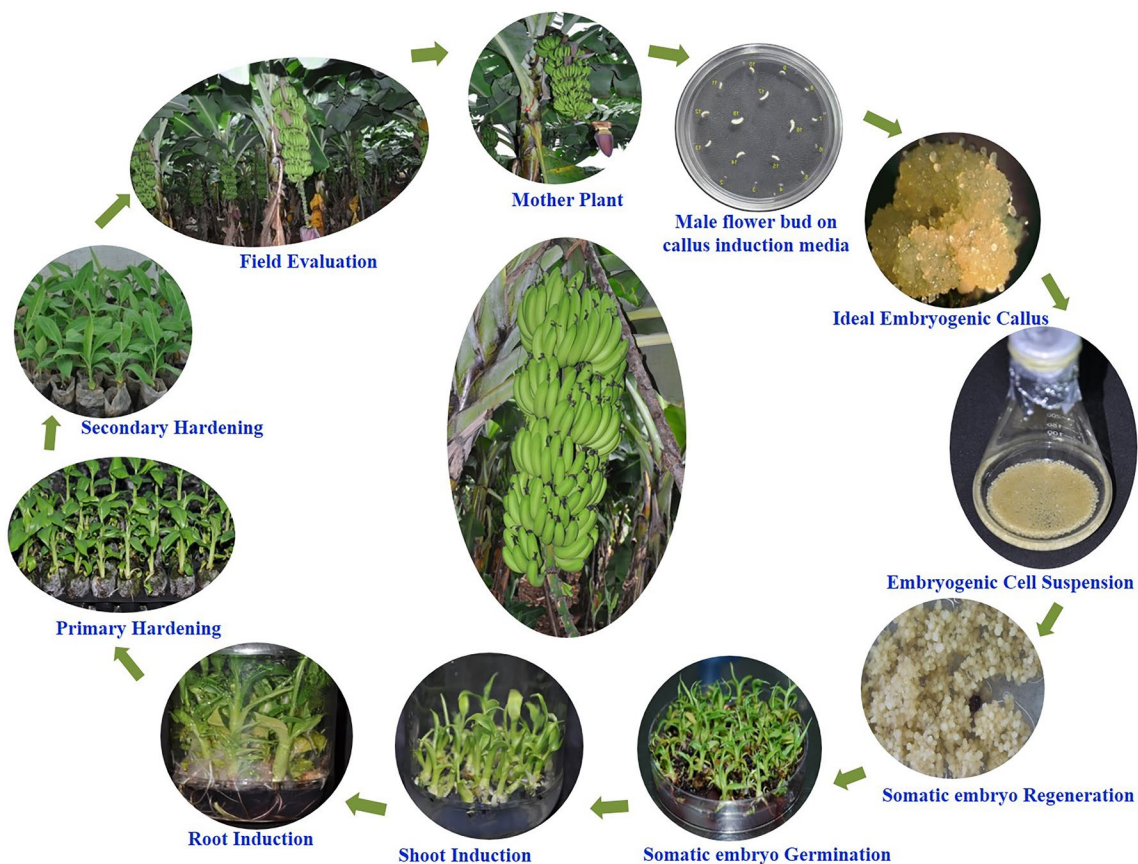 Mother Plant
Male flower bud on
callus induction media
Ideal Embryogenic Callus
Embryogenic Cell Suspension
Somatic embryo Regeneration
Somatic embryo Germination
Shoot Induction
Root Induction
Primary Hardening
Secondary Hardening
Field Evaluation